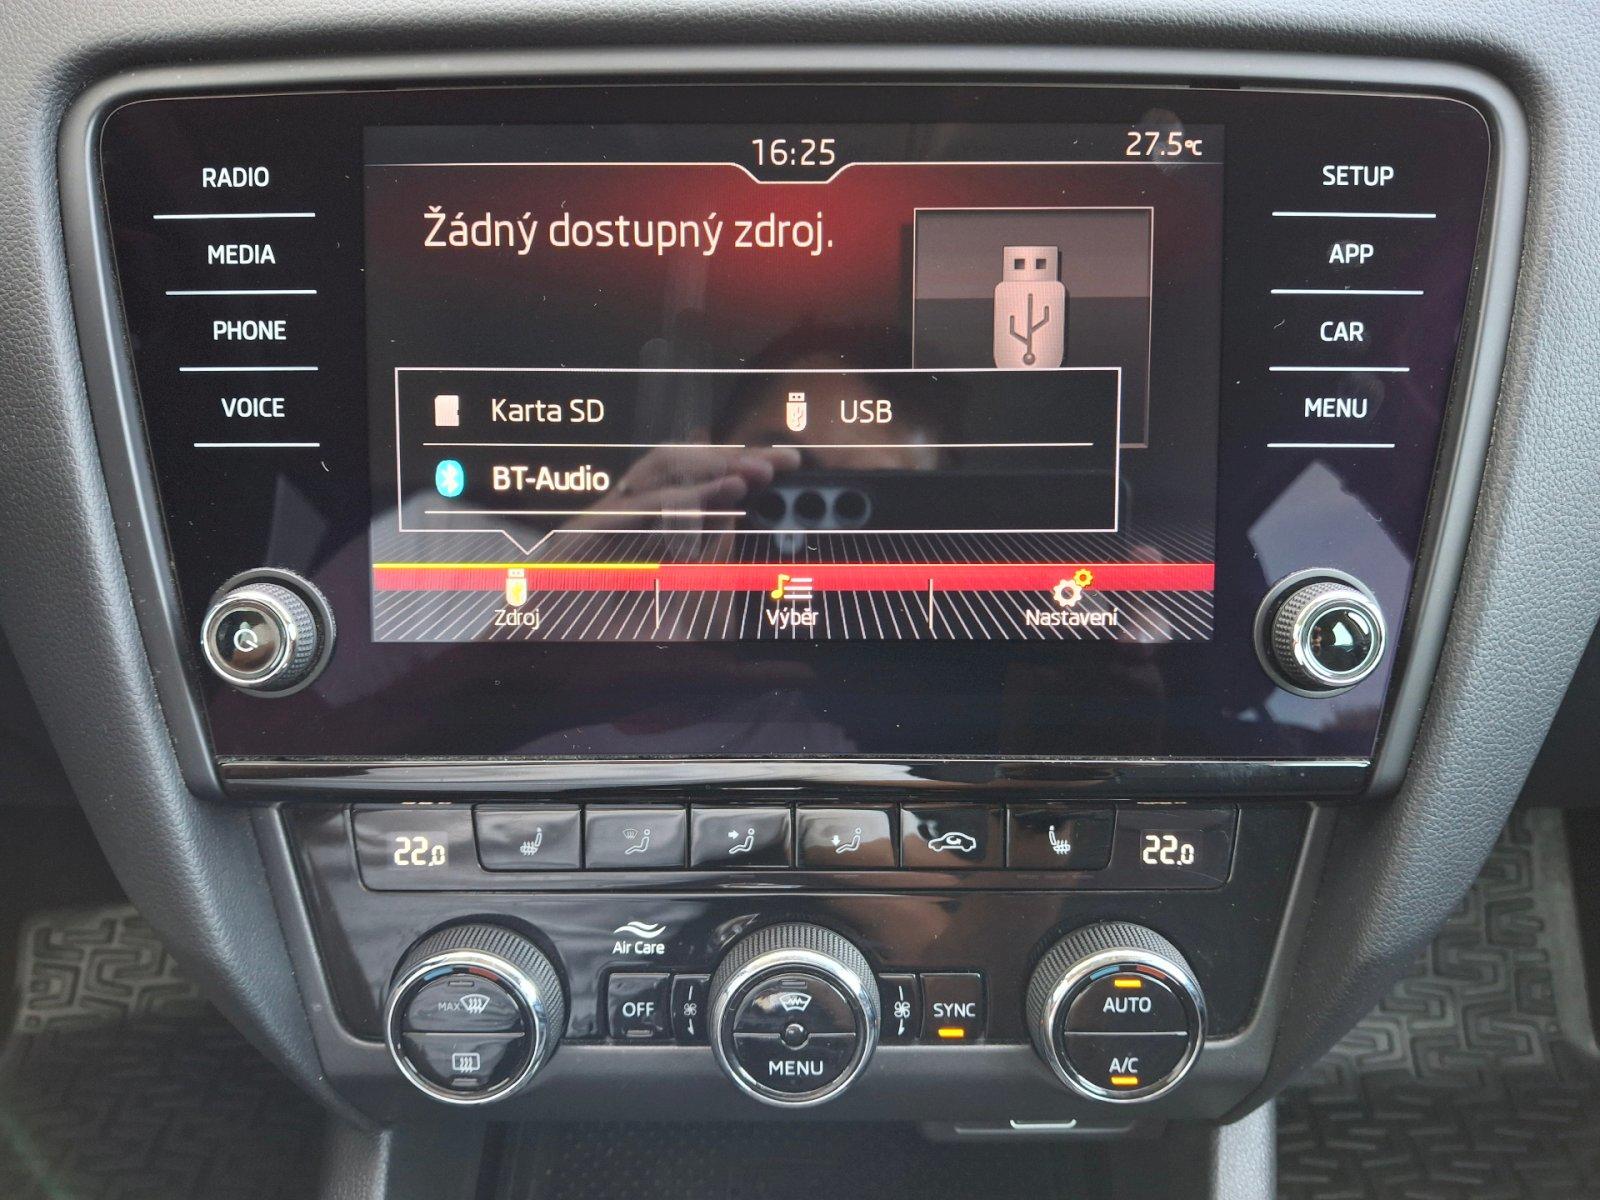 16:25
27.5°C
RADIO
MEDIA
PHONE
VOICE
SETUP
APP
CAR
MENU
Žádný dostupný zdroj.
Karta SD
USB
BT-Audio
Zdroj
Výběr
Nastavení
22.0
22.0
Air Care
MAX
OFF
MENU
SYNC
AUTO
A/C